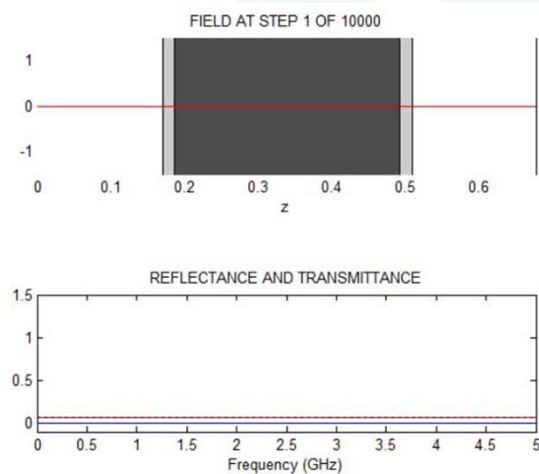 FIELD AT STEP 1 OF 10000
1
0
-1
0 0.1 0.2 0.3 0.4 0.5 0.6
z
REFLECTANCE AND TRANSMITTANCE
1.5
1
0.5
0
0 0.5 1 1.5 2 2.5 3 3.5 4 4.5 5
Frequency (GHz)